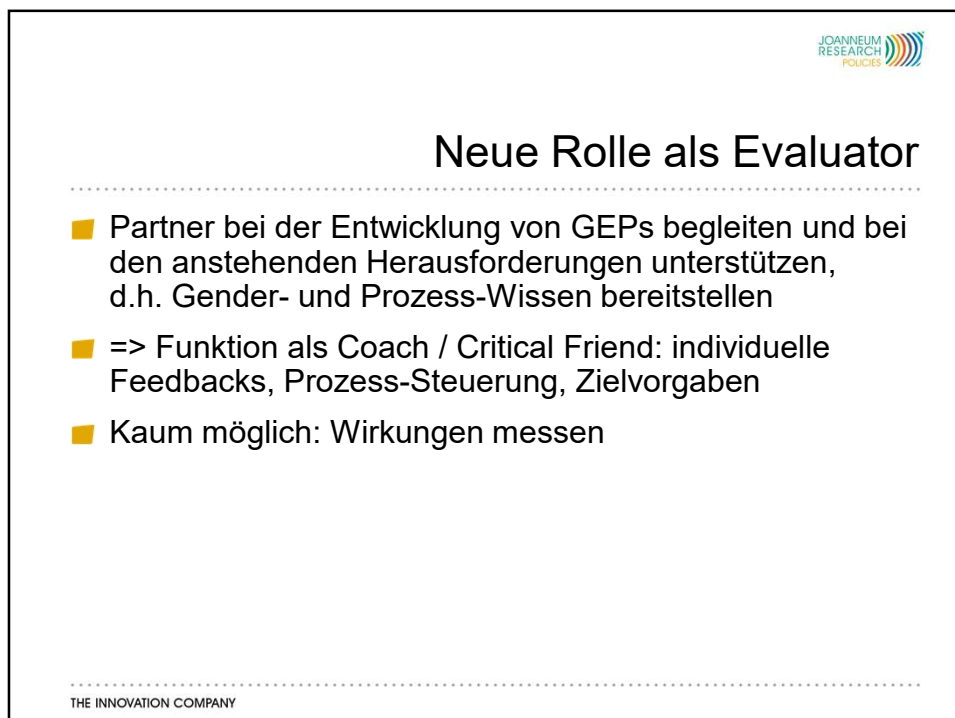 JOANNEUM
RESEARCH
POLICIES
Neue Rolle als Evaluator
Partner bei der Entwicklung von GEPs begleiten und bei
den anstehenden Herausforderungen unterstützen,
d.h. Gender- und Prozess-Wissen bereitstellen
=> Funktion als Coach / Critical Friend: individuelle
Feedbacks, Prozess-Steuerung, Zielvorgaben
Kaum möglich: Wirkungen messen
THE INNOVATION COMPANY